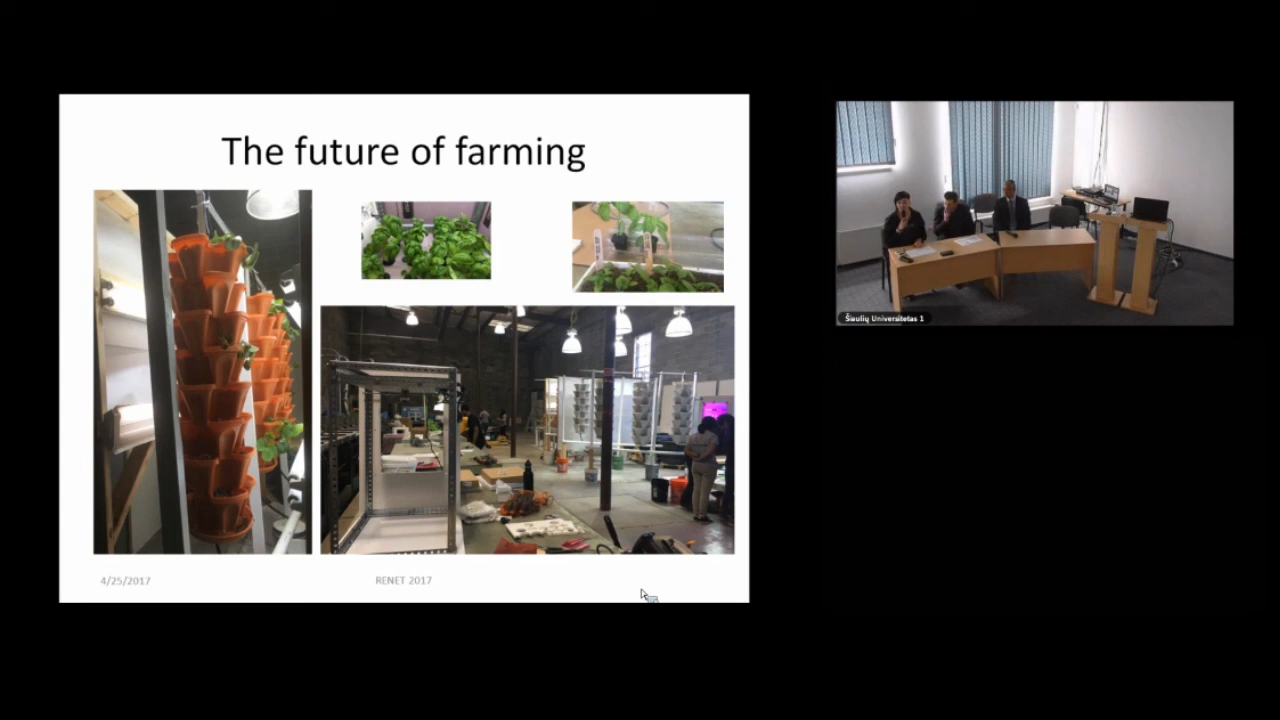 The future of farming
4/25/2017
RENET 2017
Šiaulių Universitetas 1